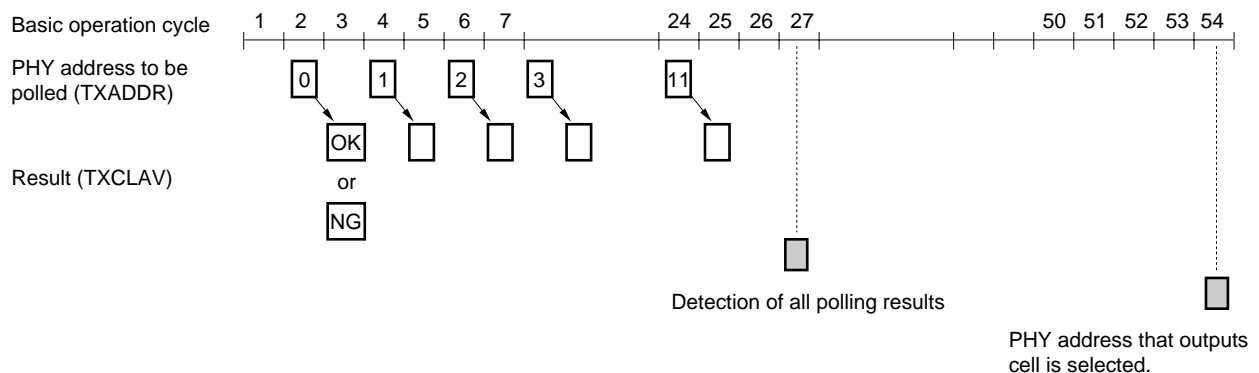 Basic operation cycle 1 2 3 4 5 6 7 24 25 26 27 50 51 52 53 54
PHY address to be
polled (TXADDR) 0 1 2 3 11
OK
Result (TXCLAV) or
NG
Detection of all polling results
PHY address that outputs
cell is selected.